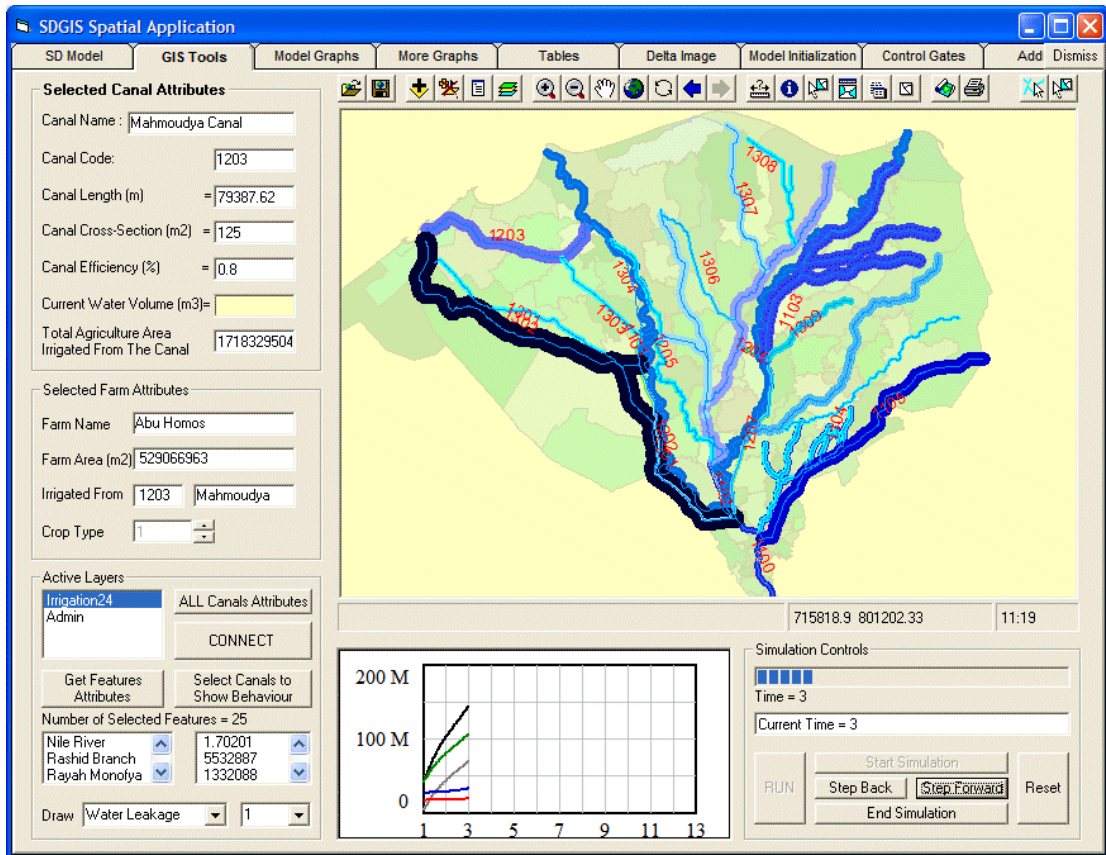 SDGIS Spatial Application
SD Model GIS Tools Model Graphs More Graphs Tables Delta Image Model Initialization Control Gates Add Dismiss
Selected Canal Attributes
Canal Name : Mahmoudya Canal
Canal Code: 1203
Canal Length (m) = 79387.62
Canal Cross-Section (m2) = 125
Canal Efficiency (%) = 0.8
Current Water Volume (m3)=
Total Agriculture Area
Irrigated From The Canal 1718329504
Selected Farm Attributes
Farm Name Abu Homos
Farm Area (m2) 529066963
Irrigated From 1203 Mahmoudya
Crop Type 1
Active Layers
Irrigation24
Admin
ALL Canals Attributes
CONNECT
Get Features
Attributes
Select Canals to
Show Behaviour
Number of Selected Features = 25
Nile River 1.70201
Rashid Branch 5532887
Rayah Monofya 1332088
Draw Water Leakage 1
1308
1307
1203
1306
1304
1303
1103
1309
1205
1207
1104
1100
715818.9 801202.33 11:19
200 M
100 M
0
1 3 5 7 9 11 13
Simulation Controls
Time = 3
Current Time = 3
RUN
Start Simulation
Step Back Step Forward
End Simulation
Reset